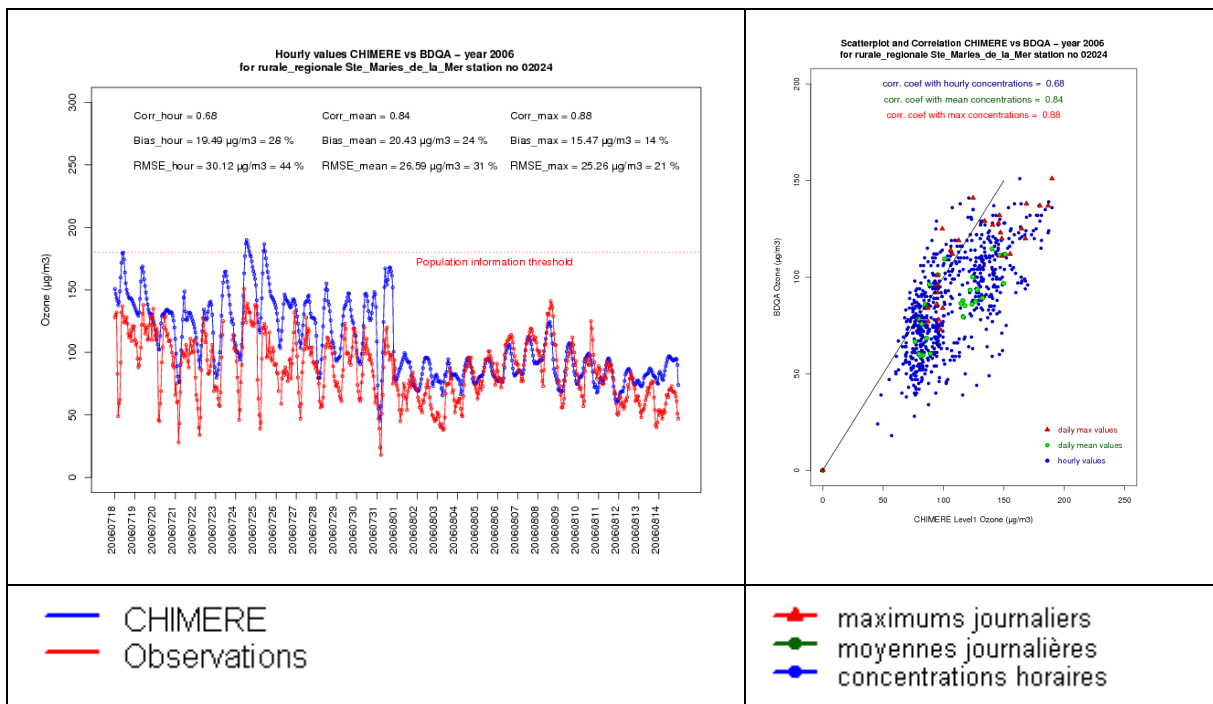 Hourly values CHIMERE vs BDQA – year 2006
for rurale_regionale Ste_Maries_de_la_Mer station no 02024
Corr_hour = 0.68
Corr_mean = 0.84
Corr_max = 0.88
Bias_hour = 19.49 µg/m3 = 28 %
Bias_mean = 20.43 µg/m3 = 24 %
Bias_max = 15.47 µg/m3 = 14 %
RMSE_hour = 30.12 µg/m3 = 44 %
RMSE_mean = 26.59 µg/m3 = 31 %
RMSE_max = 25.26 µg/m3 = 21 %
Population information threshold
Ozone (µg/m3)
300
250
200
150
100
50
0
20060718
20060719
20060720
20060721
20060722
20060723
20060724
20060725
20060726
20060727
20060728
20060729
20060730
20060731
20060801
20060802
20060803
20060804
20060805
20060806
20060807
20060808
20060809
20060810
20060811
20060812
20060813
20060814
Scatterplot and Correlation CHIMERE vs BDQA – year 2006
for rurale_regionale Ste_Maries_de_la_Mer station no 02024
corr. coef with hourly concentrations = 0.68
corr. coef with mean concentrations = 0.84
corr. coef with max concentrations = 0.88
BDQA Ozone (µg/m3)
200
150
100
50
0
daily max values
daily mean values
hourly values
0
50
100
150
200
250
CHIMERE Level1 Ozone (µg/m3)
CHIMERE
Observations
maximums journaliers
moyennes journalières
concentrations horaires